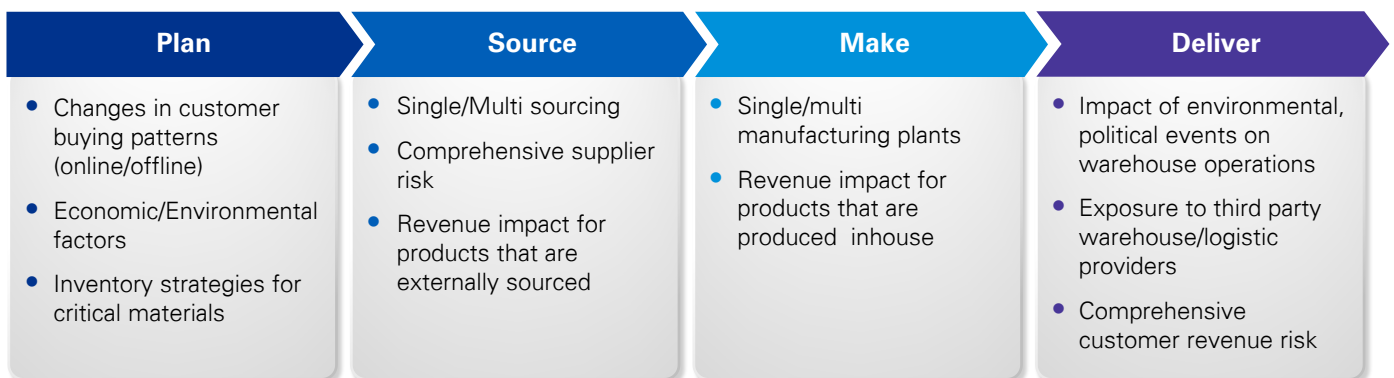 Plan
Changes in customer
buying patterns
(online/offline)
Economic/Environmental
factors
Inventory strategies for
critical materials
Source
Single/Multi sourcing
Comprehensive supplier
risk
Revenue impact for
products that are
externally sourced
Make
Single/multi
manufacturing plants
Revenue impact for
products that are
produced  inhouse
Deliver
Impact of environmental,
political events on
warehouse operations
Exposure to third party
warehouse/logistic
providers
Comprehensive
customer revenue risk